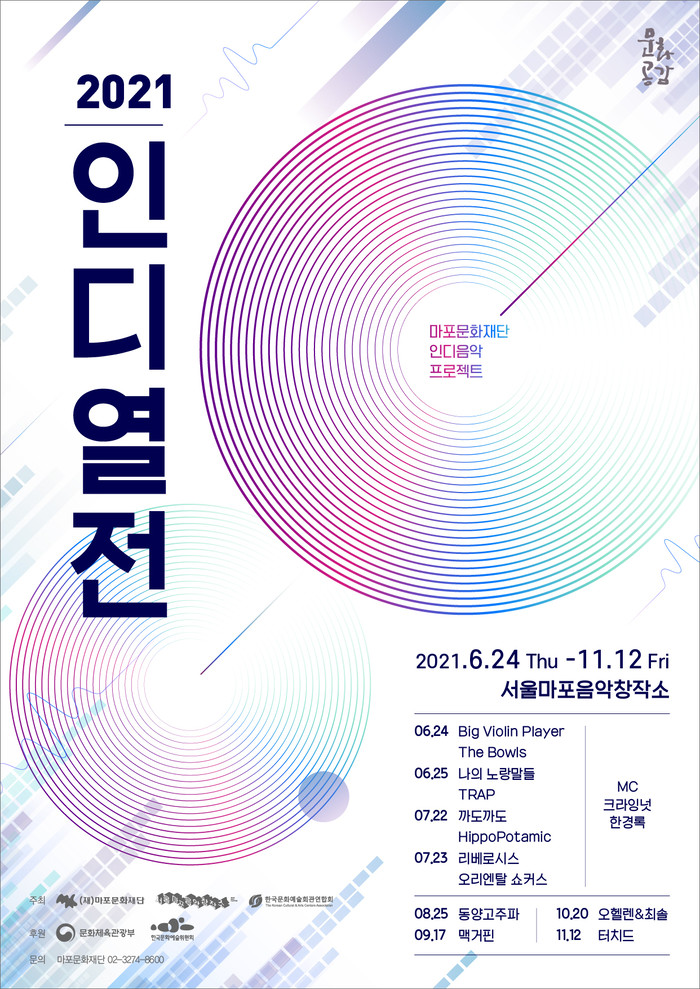 문화
공감
2021
인디열전
마포문화재단
인디음악
프로젝트
2021.6.24 Thu -11.12 Fri
서울마포음악창작소
06.24 Big Violin Player
The Bowls
06.25 나의 노랑말들
TRAP
07.22 까도까도
HippoPotamic
07.23 리베로시스
오리엔탈 쇼커스
MC
크라잉넛
한경록
08.25 동양고주파
09.17 맥거핀
10.20 오헬렌&최솔
11.12 터치드
주최 (재)마포문화재단 한국문화예술회관연합회
후원 문화체육관광부 한국문화예술위원회
문의 마포문화재단 02-3274-8600